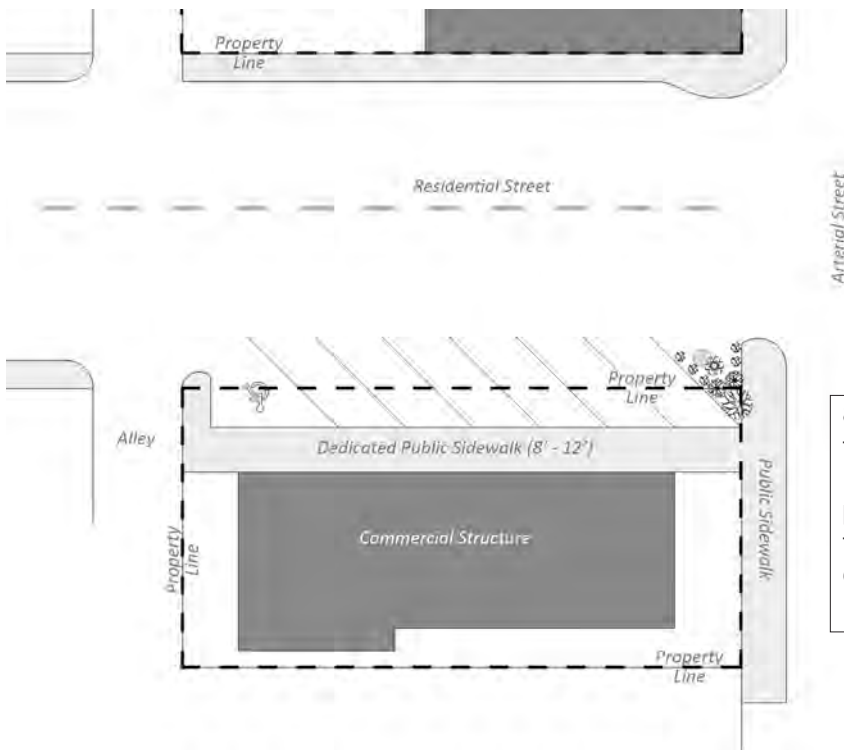 Property
Line
Residential Street
Arterial Street
Property
Line
Alley
Dedicated Public Sidewalk (8' - 12')
Public Sidewalk
Commercial Structure
Property
Line
Property
Line